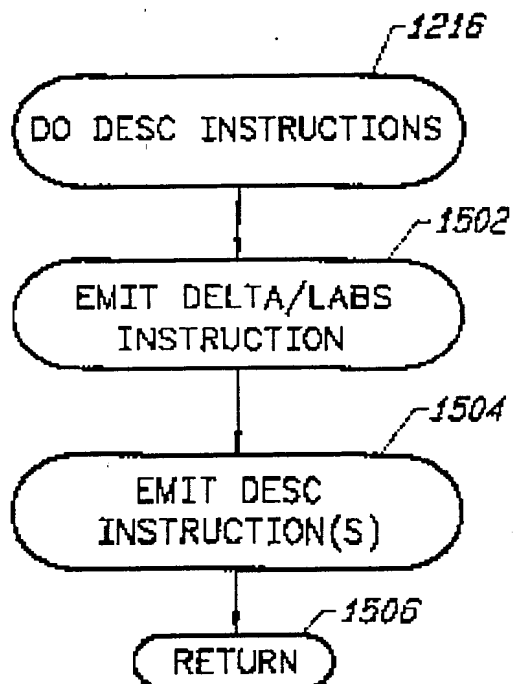 1216
DO DESC INSTRUCTIONS
1502
EMIT DELTA/LABS
INSTRUCTION
1504
EMIT DESC
INSTRUCTION(S)
1506
RETURN